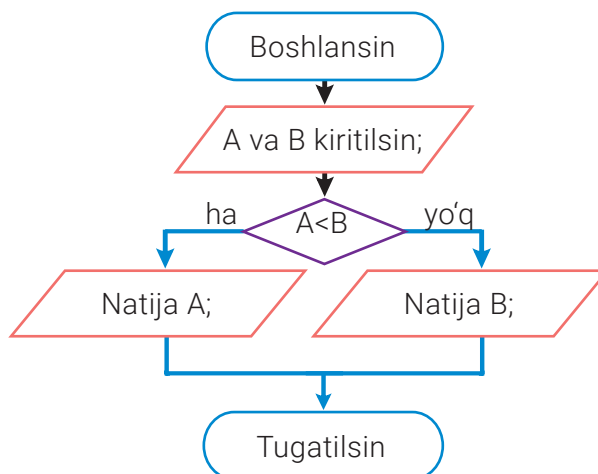 Boshlansin
A va B kiritilsin;
ha
A<B
yo‘q
Natija A;
Natija B;
Tugatilsin